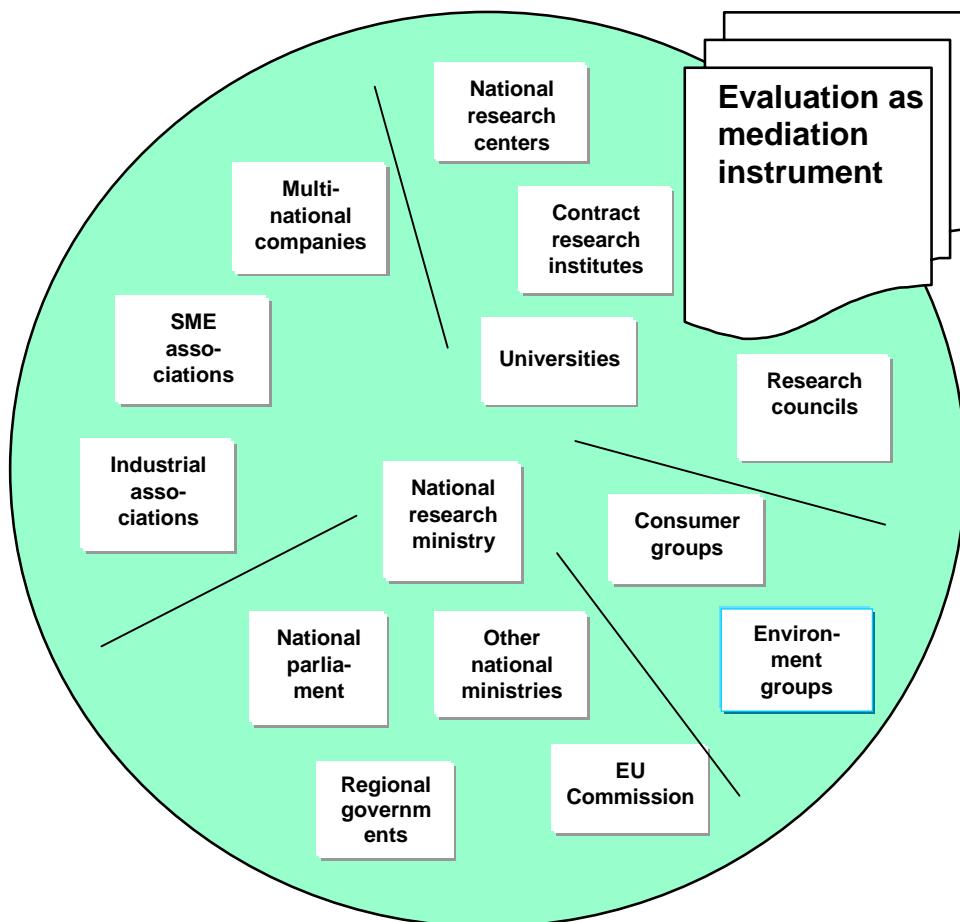 National
research
centers
Evaluation as
mediation
instrument
Multi-
national
companies
Contract
research
institutes
SME
asso-
ciations
Universities
Research
councils
Industrial
asso-
ciations
National
research
ministry
Consumer
groups
National
parlia-
ment
Other
national
ministries
Environ-
ment
groups
Regional
governm
ents
EU
Commission